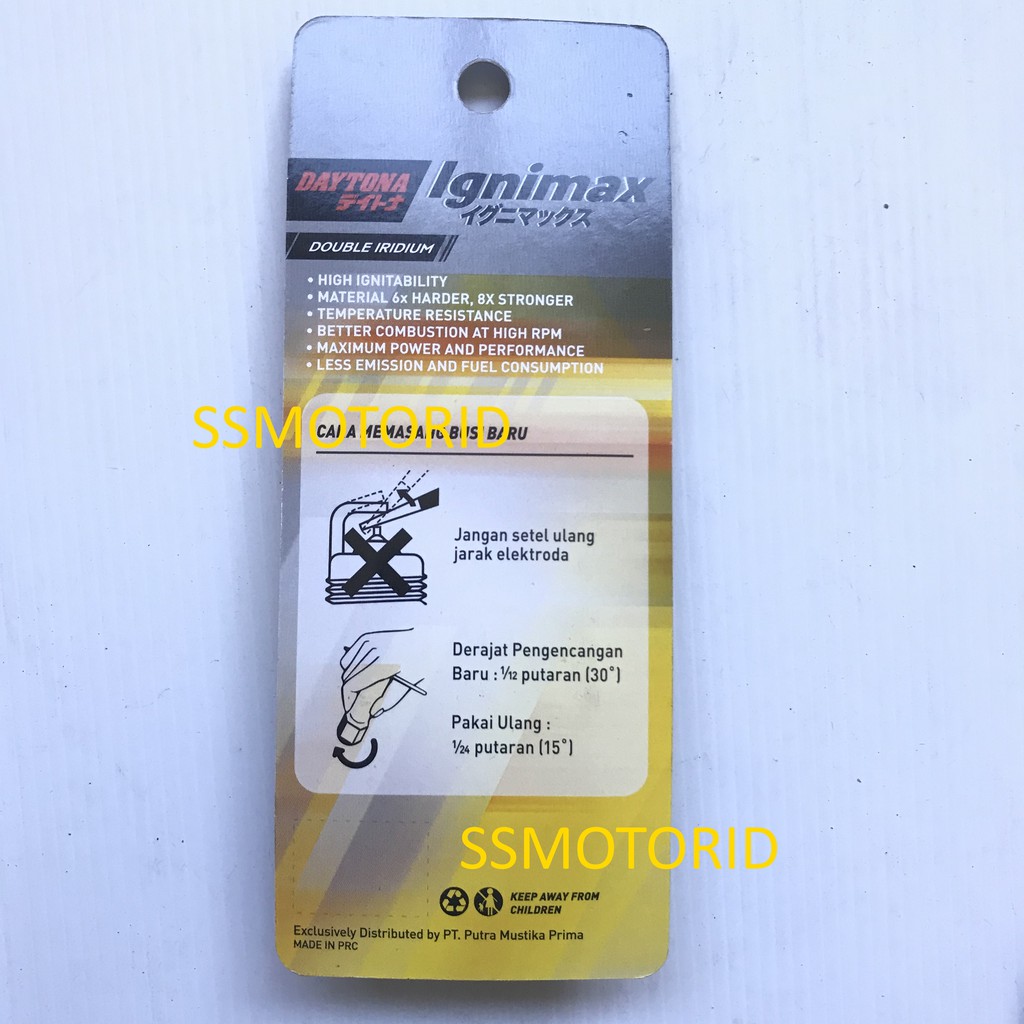 DAYTONA
デイトナ
Ignimax
イグニマックス
DOUBLE IRIDIUM
• HIGH IGNITABILITY
• MATERIAL 6x HARDER, 8X STRONGER
• TEMPERATURE RESISTANCE
• BETTER COMBUSTION AT HIGH RPM
• MAXIMUM POWER AND PERFORMANCE
• LESS EMISSION AND FUEL CONSUMPTION
SSMOTORID
CARA MEMASANG BUSI BARU
Jangan setel ulang
jarak elektroda
Derajat Pengencangan
Baru : 1/12 putaran (30°)
Pakai Ulang :
1/24 putaran (15°)
SSMOTORID
KEEP AWAY FROM
CHILDREN
Exclusively Distributed by PT. Putra Mustika Prima
MADE IN PRC